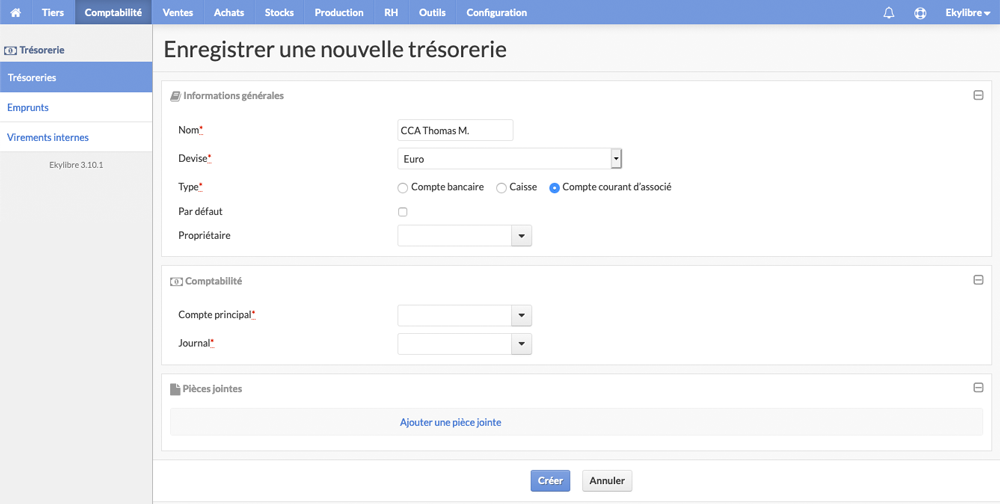 Tiers Comptabilité Ventes Achats Stocks Production RH Outils Configuration Ekylibre
Trésorerie
Trésoreries
Emprunts
Virements internes
Ekylibre 3.10.1
Enregistrer une nouvelle trésorerie
Informations générales
Nom*
CCA Thomas M.
Devise*
Euro
Type*
Compte bancaire Caisse Compte courant d'associé
Par défaut
Propriétaire
Comptabilité
Compte principal*
Journal*
Pièces jointes
Ajouter une pièce jointe
Créer Annuler